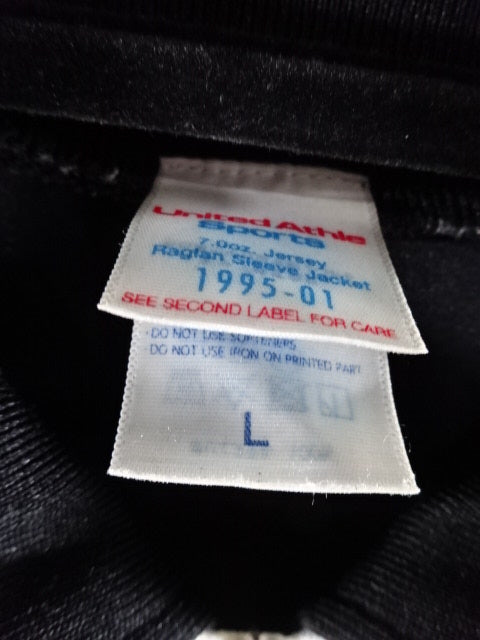 United Athle
Sports
7.0oz. Jersey
Raglan Sleeve Jacket
1995-01
SEE SECOND LABEL FOR CARE
·DO NOT USE SOFTENERS
·DO NOT USE IRON ON PRINTED PART
L